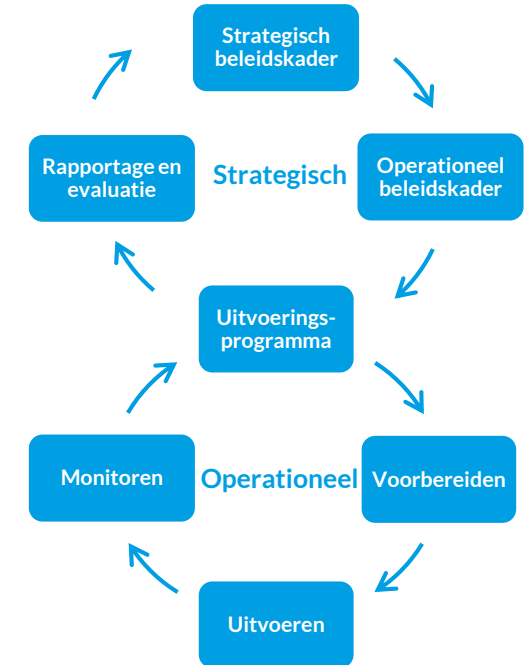 Strategisch
beleidskader
Rapportage en
evaluatie
Strategisch
Operationeel
beleidskader
Uitvoerings-
programma
Monitoren
Operationeel
Voorbereiden
Uitvoeren